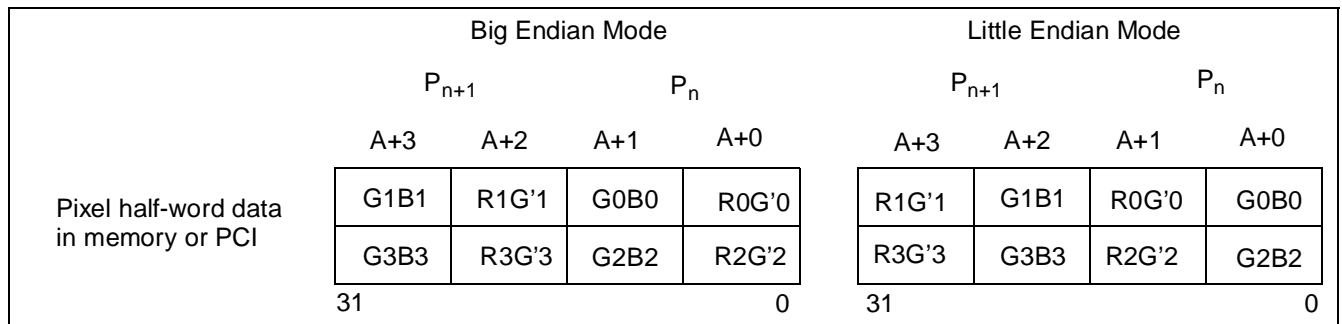 Big Endian Mode Little Endian Mode
Pn+1 Pn Pn+1 Pn
A+3 A+2 A+1 A+0 A+3 A+2 A+1 A+0
Pixel half-word data
in memory or PCI
G1B1 R1G’1 G0B0 R0G’0 R1G’1 G1B1 R0G’0 G0B0
G3B3 R3G’3 G2B2 R2G’2 R3G’3 G3B3 R2G’2 G2B2
31 0 31 0